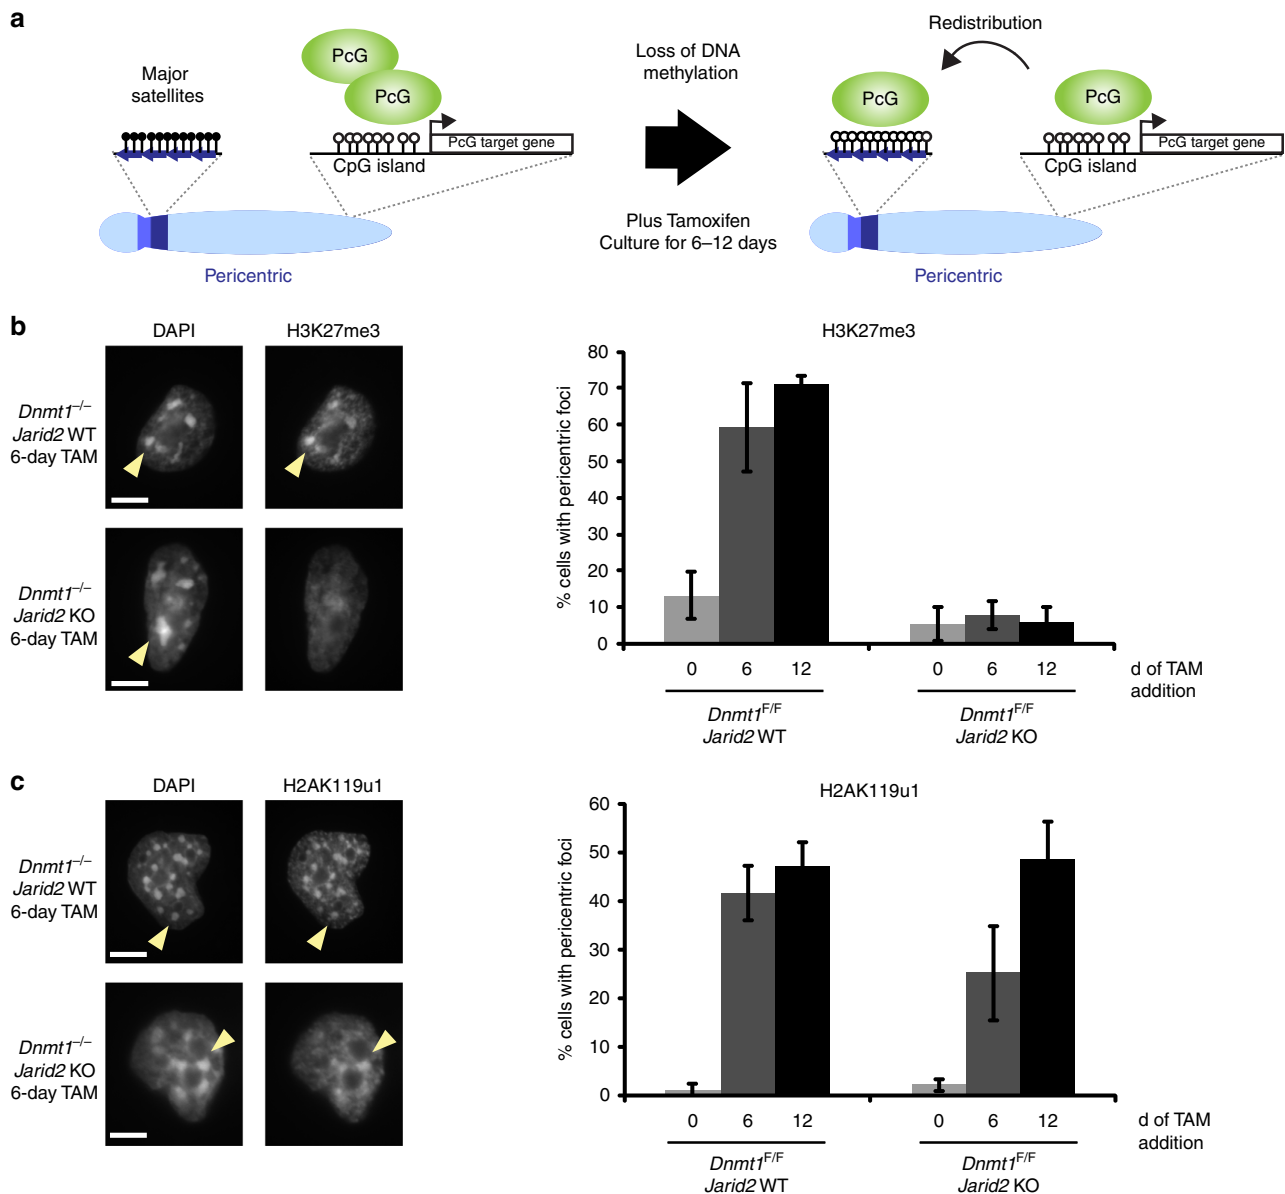 a
Major
satellites
PcG
PcG
CpG island
PcG target gene
Pericentric
Loss of DNA
methylation
Plus Tamoxifen
Culture for 6–12 days
Redistribution
PcG
PcG
CpG island
PcG target gene
Pericentric
b
DAPI
H3K27me3
Dnmt1–/–
Jarid2 WT
6-day TAM
Dnmt1–/–
Jarid2 KO
6-day TAM
H3K27me3
% cells with pericentric foci
80
70
60
50
40
30
20
10
0
0 6 12 0 6 12
d of TAM
addition
Dnmt1F/F
Jarid2 WT
Dnmt1F/F
Jarid2 KO
c
DAPI
H2AK119u1
Dnmt1–/–
Jarid2 WT
6-day TAM
Dnmt1–/–
Jarid2 KO
6-day TAM
H2AK119u1
% cells with pericentric foci
60
50
40
30
20
10
0
0 6 12 0 6 12
d of TAM
addition
Dnmt1F/F
Jarid2 WT
Dnmt1F/F
Jarid2 KO